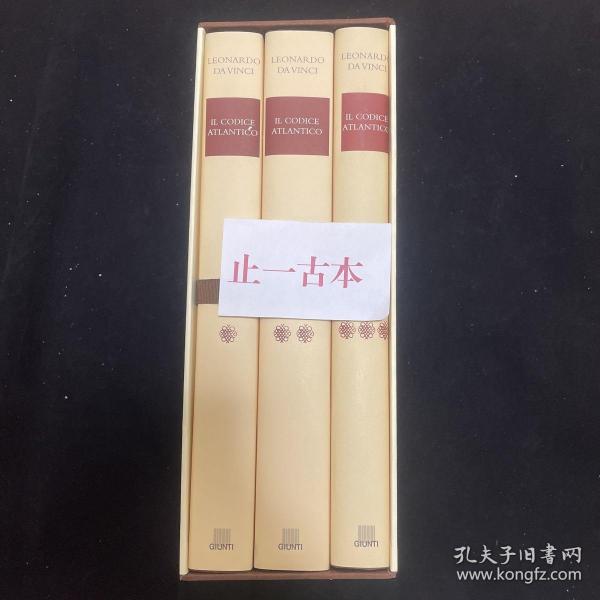 LEONARDO
DA VINCI
IL CODICE
ATLANTICO
GIUNTI
LEONARDO
DA VINCI
IL CODICE
ATLANTICO
GIUNTI
LEONARDO
DA VINCI
IL CODICE
ATLANTICO
GIUNTI
止一古本
孔夫子旧書网
www.kongfz.com